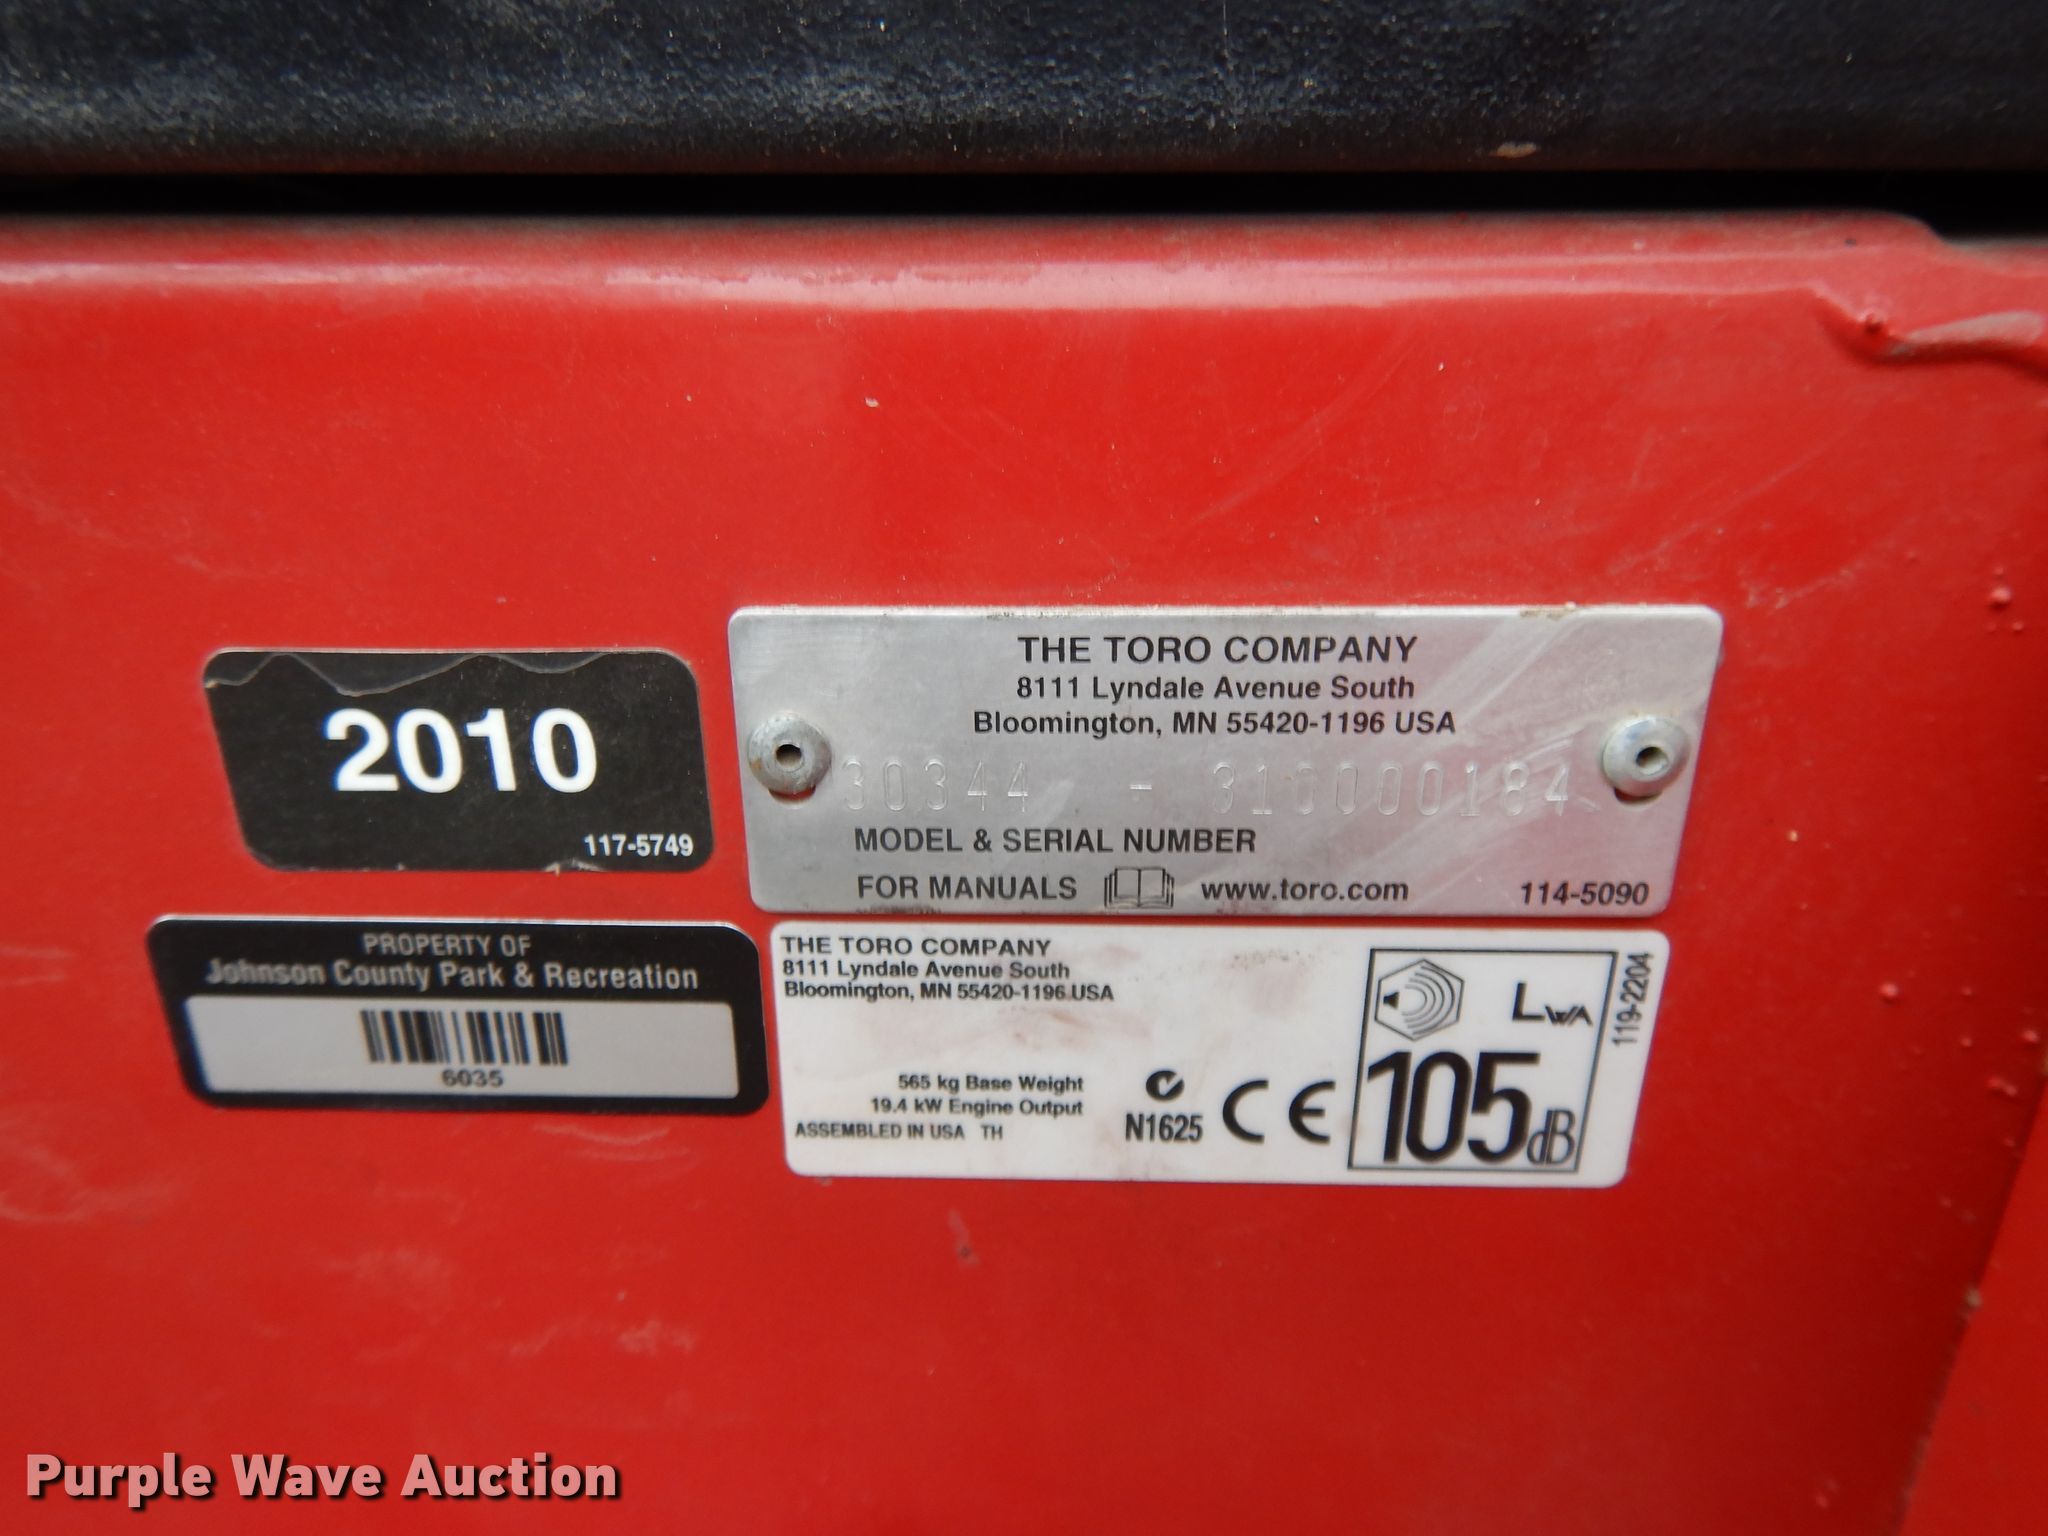 2010
117-5749
PROPERTY OF
Johnson County Park & Recreation
6035
THE TORO COMPANY
8111 Lyndale Avenue South
Bloomington, MN 55420-1196 USA
30344 - 310000184
MODEL & SERIAL NUMBER
FOR MANUALS www.toro.com 114-5090
THE TORO COMPANY
8111 Lyndale Avenue South
Bloomington, MN 55420-1196 USA
565 kg Base Weight
19.4 kW Engine Output
ASSEMBLED IN USA TH
N1625
CE
LWA
105dB
119-2204
Purple Wave Auction